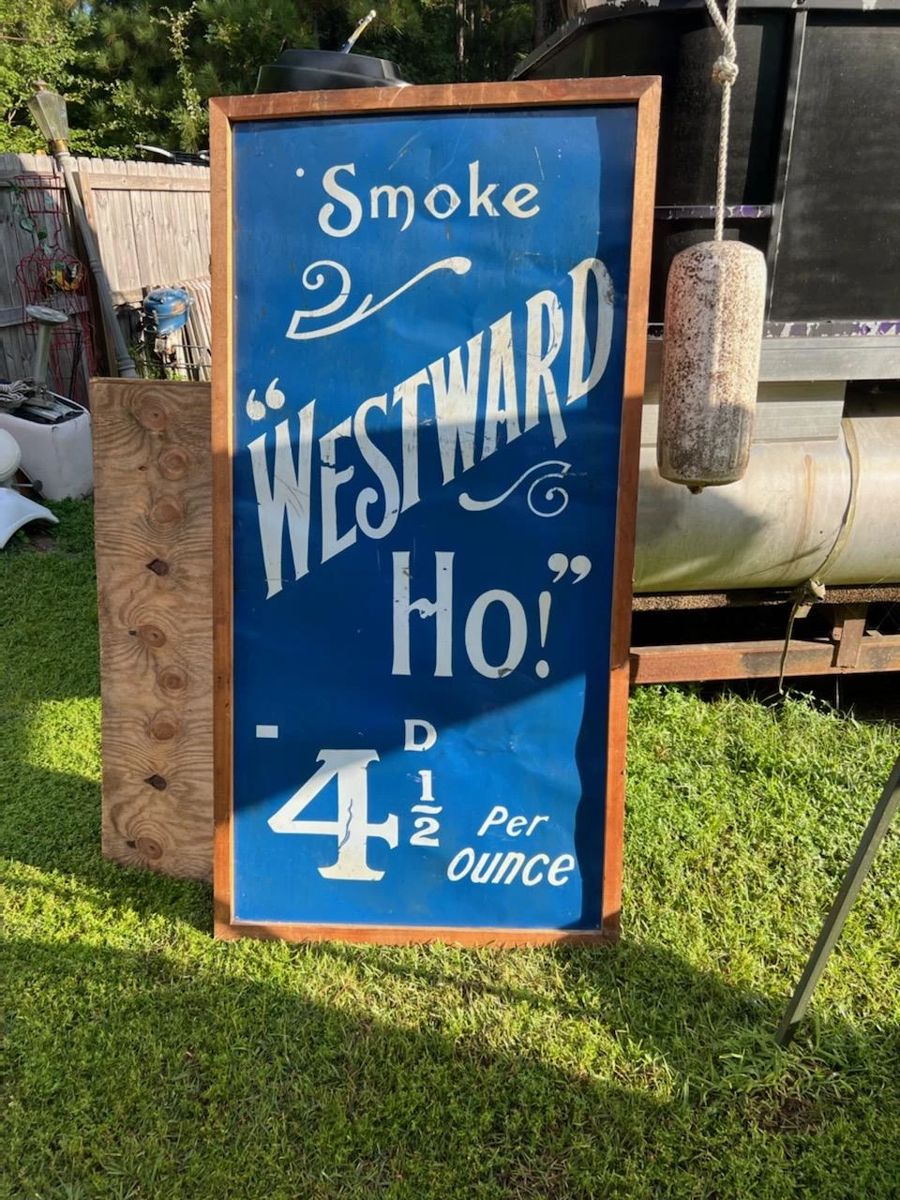 Smoke
“WESTWARD
Ho!”
4 D 1/2 Per
ounce